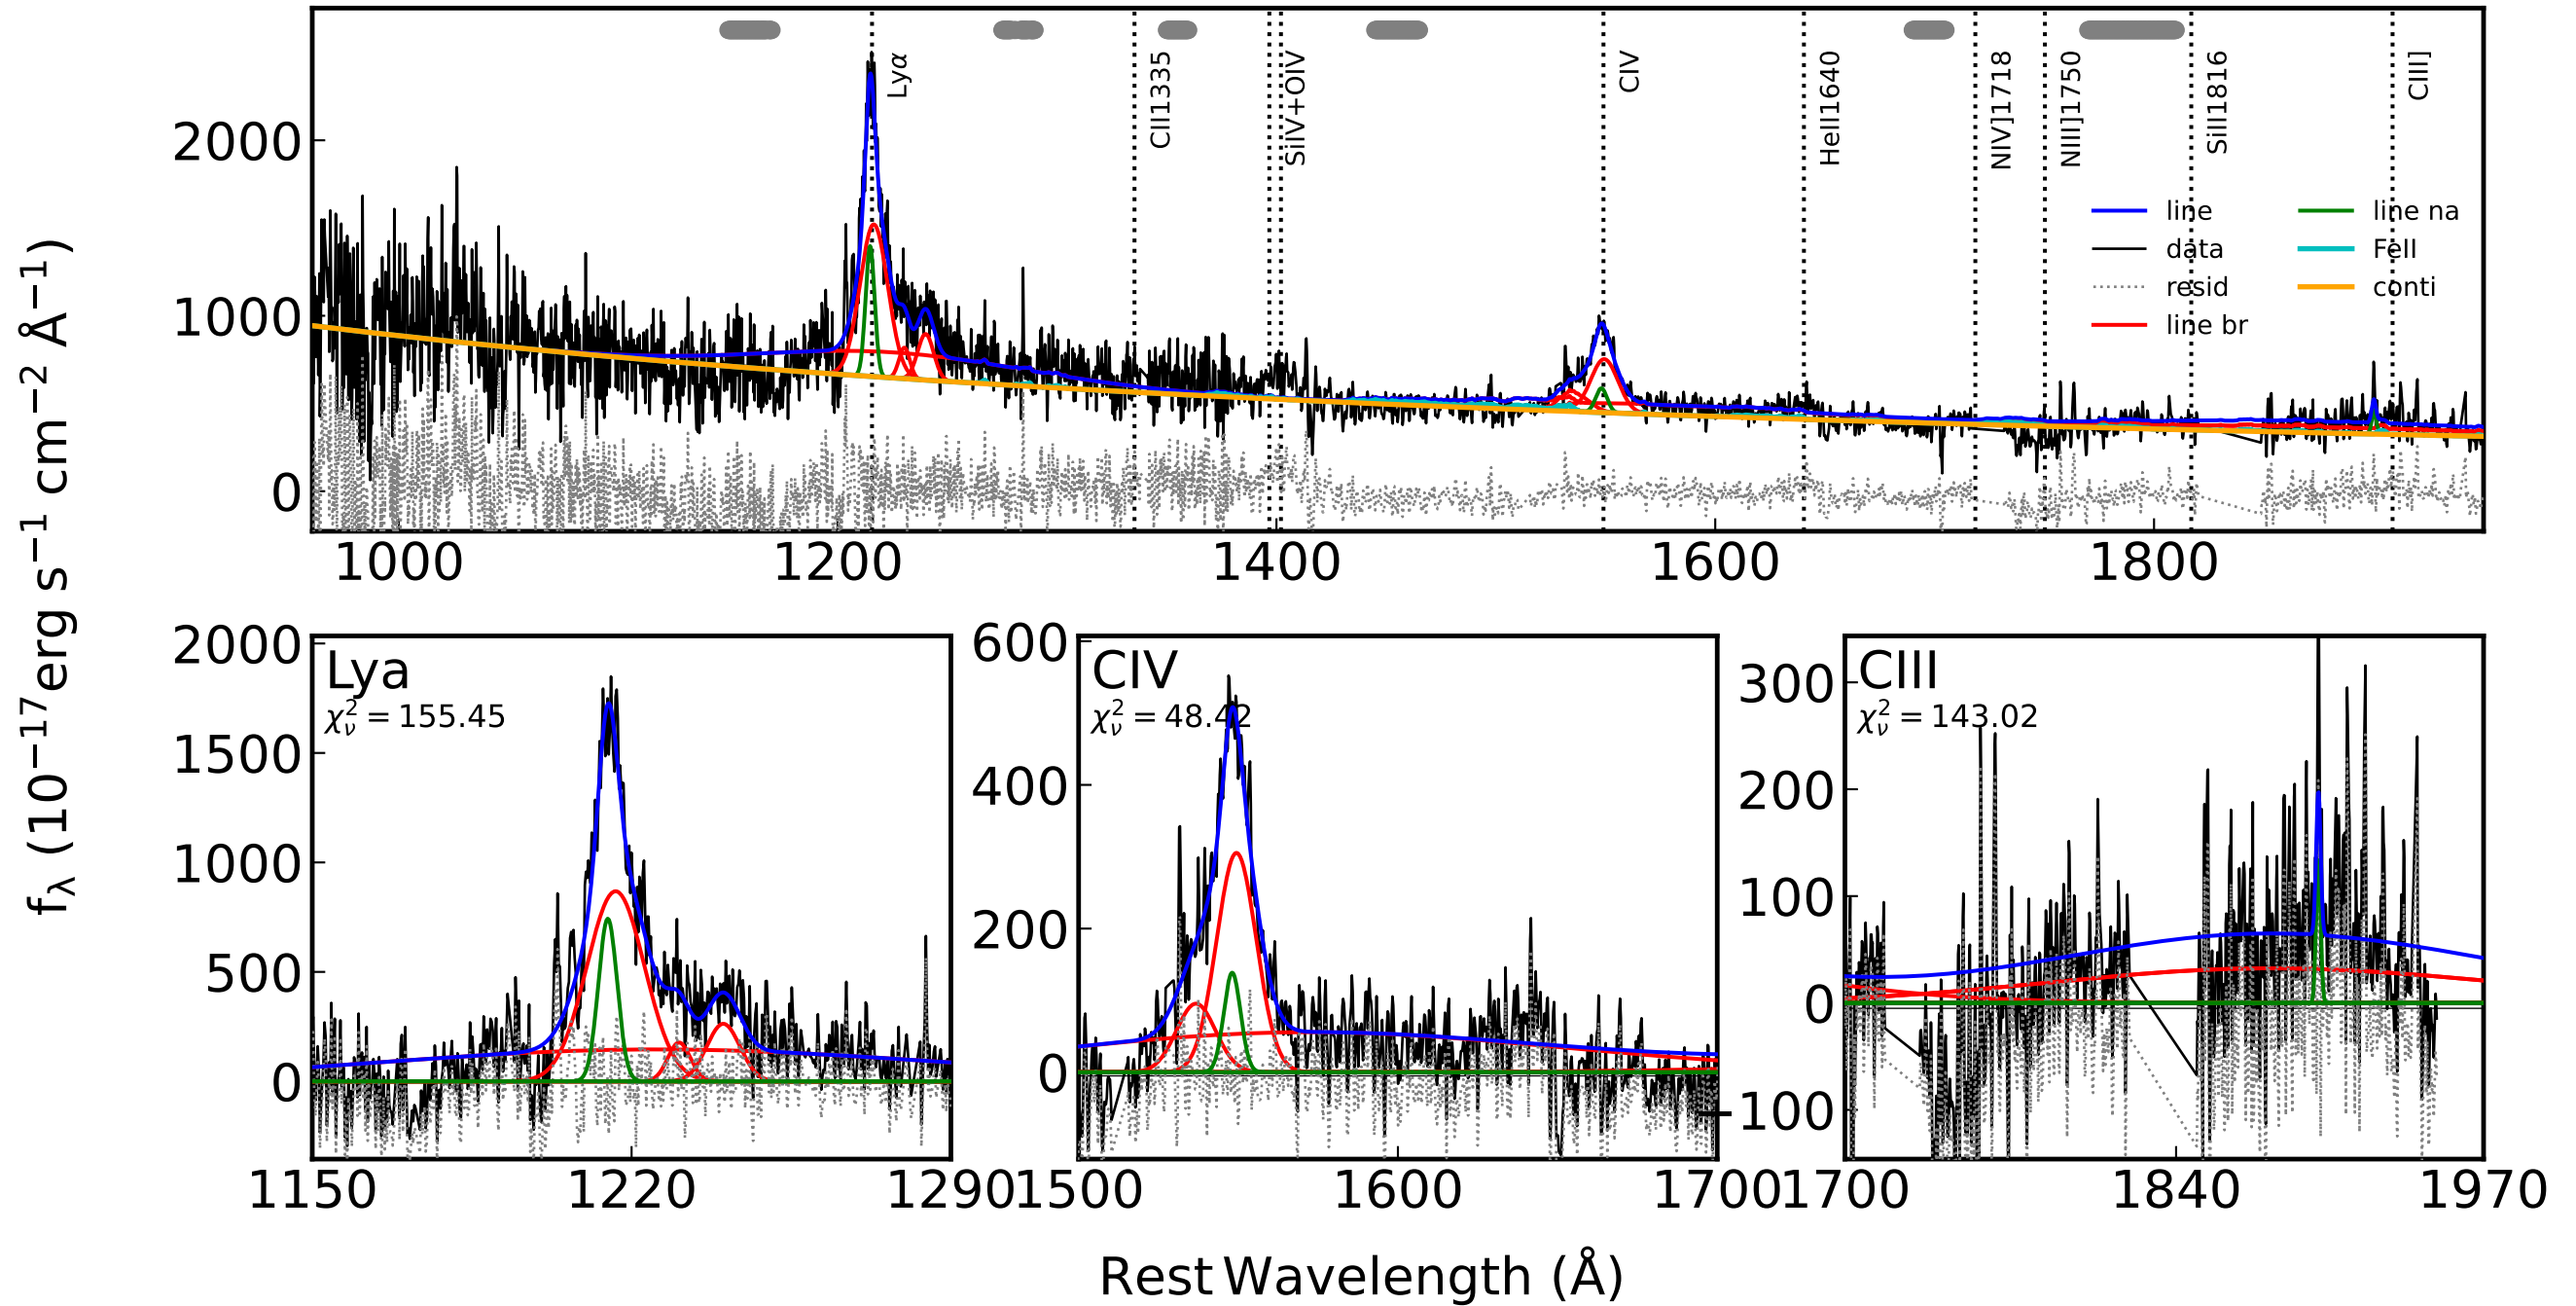 f_λ (10⁻¹⁷ erg s⁻¹ cm⁻² Å⁻¹)
2000
1000
0
Lyα
CII1335
SiIV+OIV
CIV
HeII1640
NIV]1718
NIII]1750
SiII1816
CIII]
line
data
resid
line br
line na
FeII
conti
1000 1200 1400 1600 1800
Lya
χ²_ν = 155.45
2000
1500
1000
500
0
1150 1220 1290
CIV
χ²_ν = 48.42
600
400
200
0
1500 1600 1700
CIII
χ²_ν = 143.02
300
200
100
0
−100
1700 1840 1970
Rest Wavelength (Å)